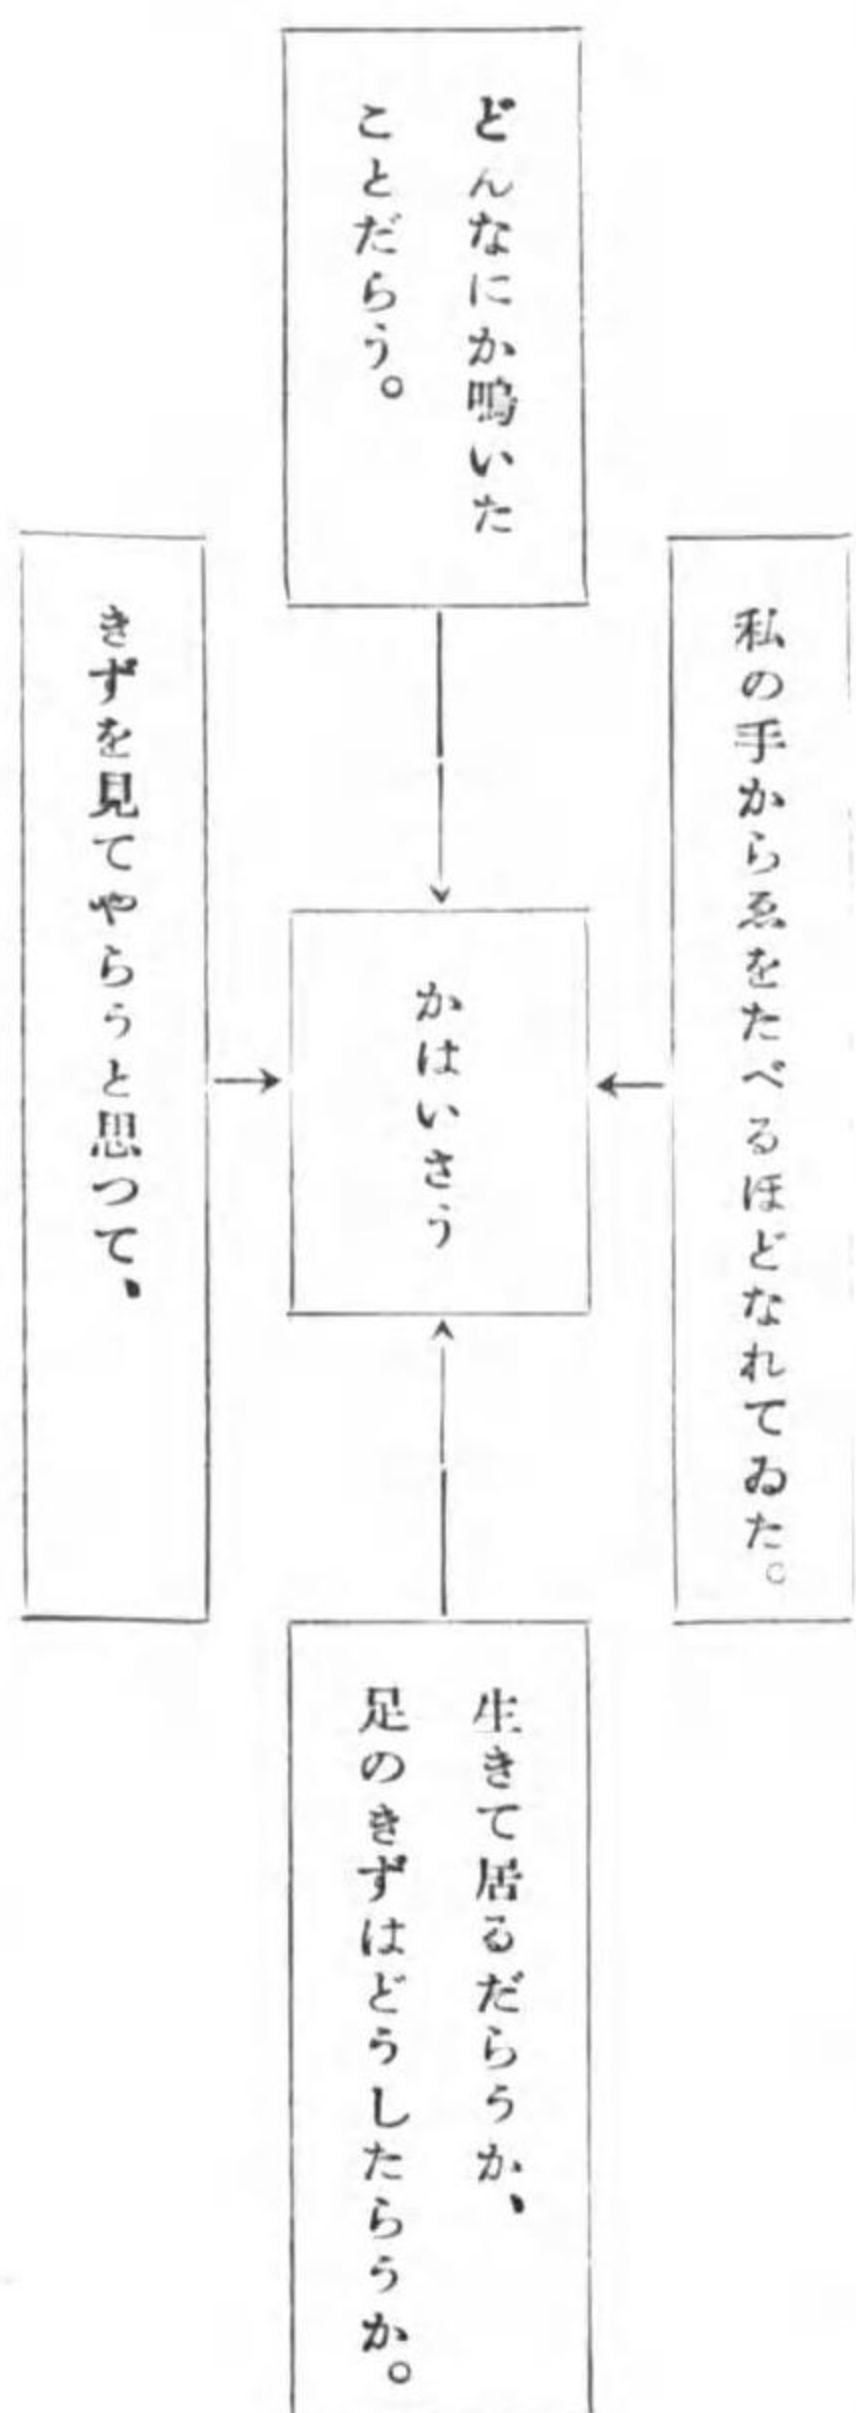 私の手からゑをたべるほどなれてゐた。
どんなにか鳴いた
ことだらう。
かはいさう
生きて居るだらうか、
足のきずはどうしたらうか。
きずを見てやらうと思つて、